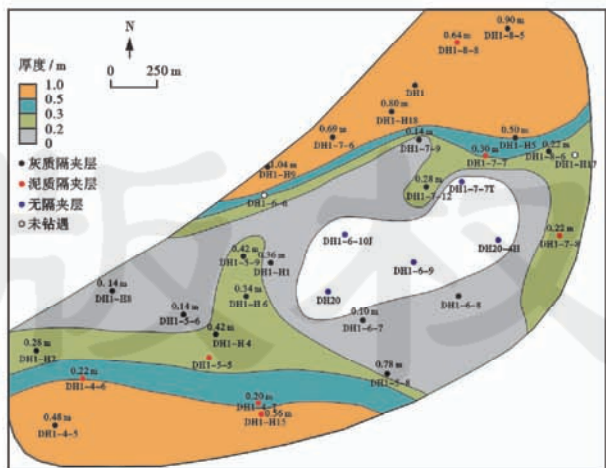 N
0 250 m
厚度 / m
1.0
0.5
0.3
0.2
0
灰质隔夹层
泥质隔夹层
无隔夹层
未钻遇
0.90 m
DH1-8-5
0.64 m
DH1-8-8
DH1
0.80 m
DH1-H18
0.69 m
DH1-7-6
0.14 m
DH1-7-9
0.50 m
DH1-H5
0.30 m
DH1-7-7
0.22 m
DH1-8-6
DH1-H17
1.04 m
DH1-H9
DH1-6-6
0.28 m
DH1-7-12
DH1-7-7T
DH1-6-10J
DH20-4H
0.22 m
DH1-7-8
0.42 m
DH1-5-9
0.36 m
DH1-H1
DH1-6-9
0.14 m
DH1-H8
0.34 m
DH1-H6
DH20
DH1-6-8
0.14 m
DH1-5-6
0.10 m
DH1-6-7
0.42 m
DH1-H4
0.28 m
DH1-H2
DH1-5-5
0.22 m
DH1-4-6
0.78 m
DH1-5-8
0.20 m
DH1-4-7
0.56 m
DH1-H15
0.48 m
DH1-4-5
版权